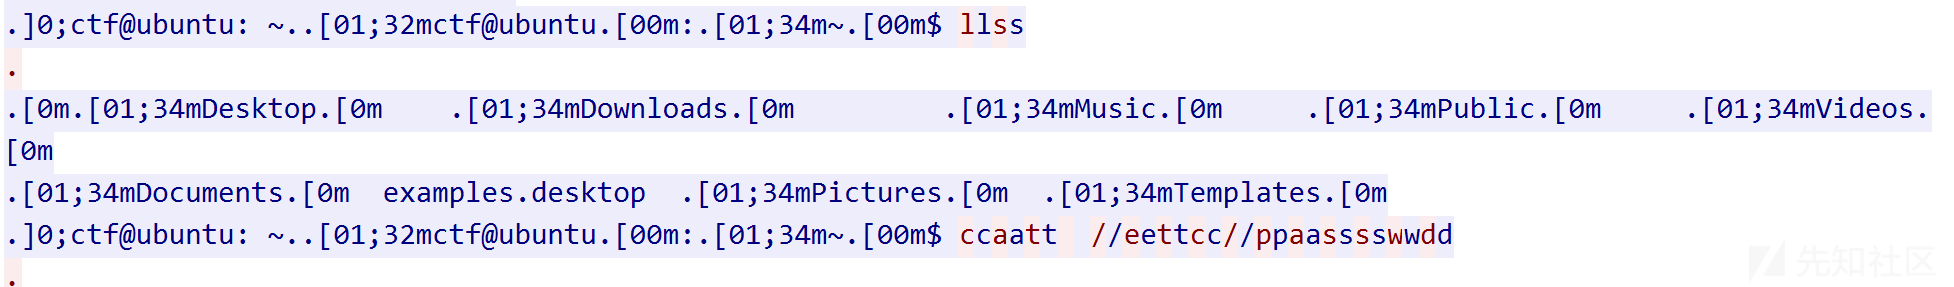 .]0;ctf@ubuntu: ~..[01;32mctf@ubuntu.[00m:.[01;34m~.[00m$ llss
.
.[0m.[01;34mDesktop.[0m    .[01;34mDownloads.[0m         .[01;34mMusic.[0m     .[01;34mPublic.[0m     .[01;34mVideos.
[0m
.[01;34mDocuments.[0m  examples.desktop  .[01;34mPictures.[0m  .[01;34mTemplates.[0m
.]0;ctf@ubuntu: ~..[01;32mctf@ubuntu.[00m:.[01;34m~.[00m$ ccaatt  //eettcc//ppaasssswwdd
.
先知社区